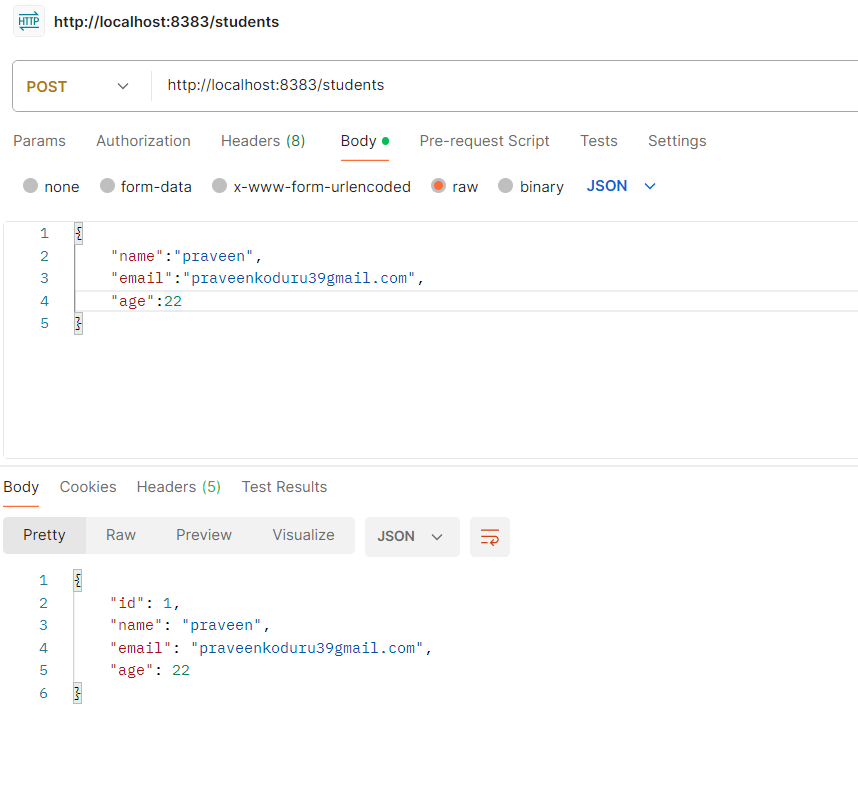 HTTP http://localhost:8383/students
POST http://localhost:8383/students
Params Authorization Headers (8) Body Pre-request Script Tests Settings
none form-data x-www-form-urlencoded raw binary JSON
1 {
2 "name":"praveen",
3 "email":"praveenkoduru39gmail.com",
4 "age":22
5 }
Body Cookies Headers (5) Test Results
Pretty Raw Preview Visualize JSON
1 {
2 "id": 1,
3 "name": "praveen",
4 "email": "praveenkoduru39gmail.com",
5 "age": 22
6 }